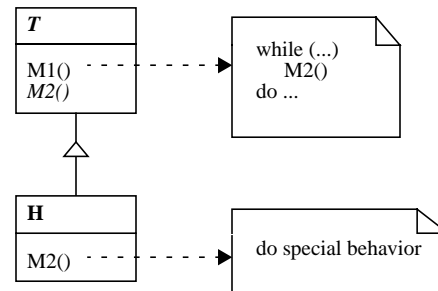 T
M1()
M2()
while (...)
M2()
do ...
H
M2()
do special behavior